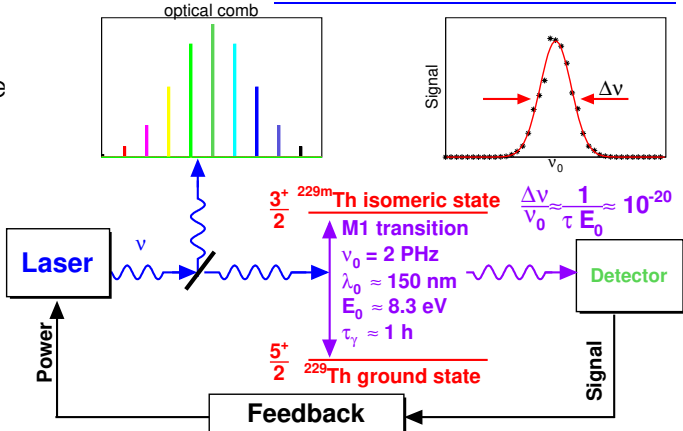 optical comb
e
Signal
Δν
ν₀
3⁺/2 ²²⁹ᵐTh isomeric state
Δν/ν₀ ≈ 1/τ E₀ ≈ 10⁻²⁰
M1 transition
ν₀ = 2 PHz
λ₀ ≈ 150 nm
E₀ ≈ 8.3 eV
τᵧ ≈ 1 h
Laser
ν
Detector
5⁺/2 ²²⁹Th ground state
Power
Signal
Feedback